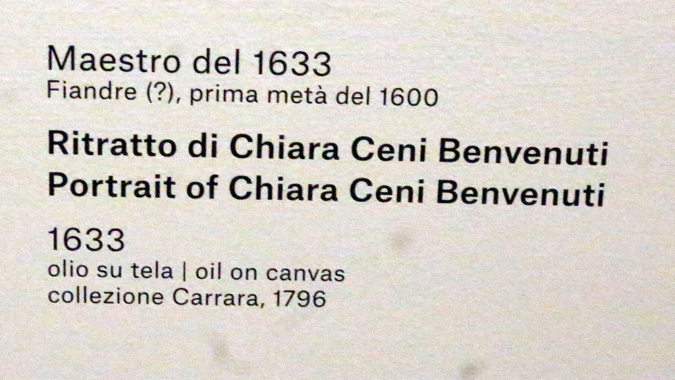 Maestro del 1633
Fiandre (?), prima metà del 1600
Ritratto di Chiara Ceni Benvenuti
Portrait of Chiara Ceni Benvenuti
1633
olio su tela | oil on canvas
collezione Carrara, 1796